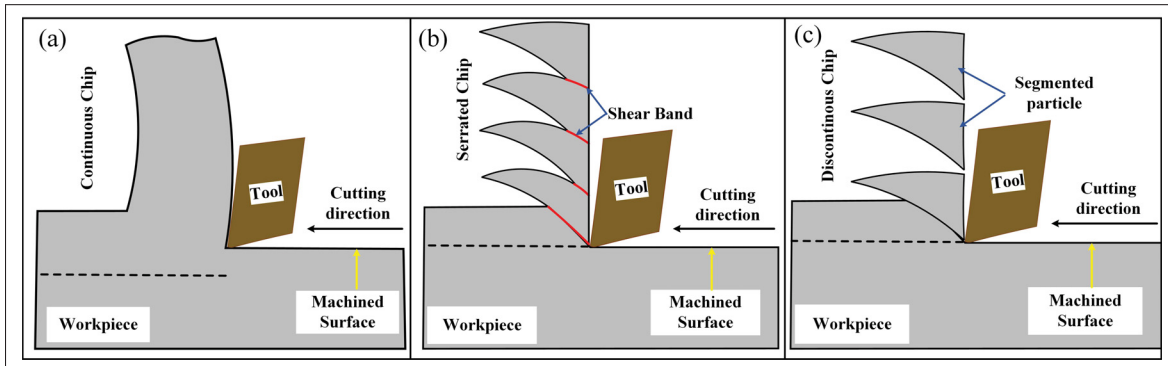 (a)
Continuous Chip
Tool
Cutting
direction
Machined
Surface
Workpiece
(b)
Serrated Chip
Shear Band
Tool
Cutting
direction
Machined
Surface
Workpiece
(c)
Discontinous Chip
Segmented
particle
Tool
Cutting
direction
Machined
Surface
Workpiece